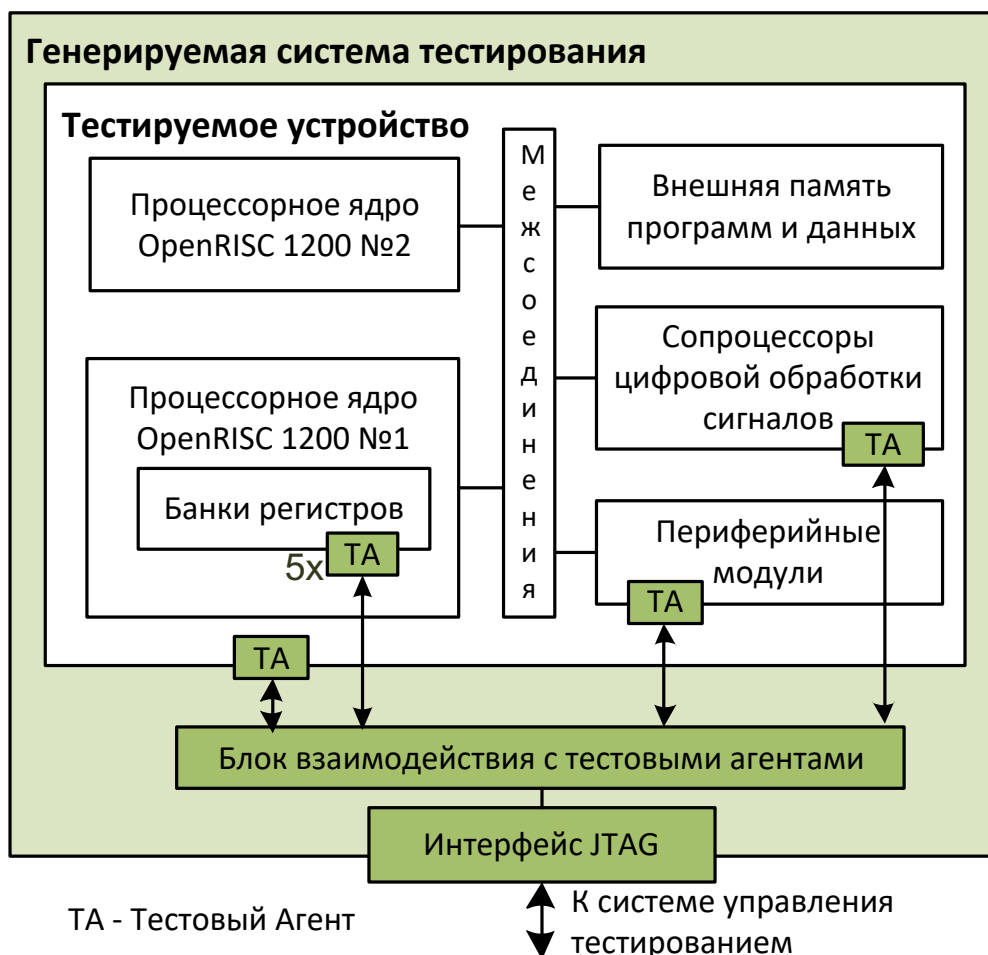 Генерируемая система тестирования
Тестируемое устройство
Процессорное ядро
OpenRISC 1200 №2
Межсоединения
Внешняя память
программ и данных
Сопроцессоры
цифровой обработки
сигналов
ТА
Процессорное ядро
OpenRISC 1200 №1
Банки регистров
5x
ТА
Периферийные
модули
ТА
ТА
Блок взаимодействия с тестовыми агентами
Интерфейс JTAG
ТА - Тестовый Агент
К системе управления
тестированием